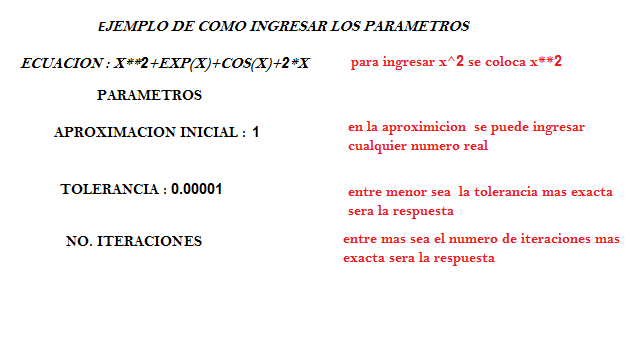 EJEMPLO DE COMO INGRESAR LOS PARAMETROS
ECUACION : X**2+EXP(X)+COS(X)+2*X
para ingresar x^2 se coloca x**2
PARAMETROS
APROXIMACION INICIAL : 1
en la aproximicion se puede ingresar
cualquier numero real
TOLERANCIA : 0.00001
entre menor sea la tolerancia mas exacta
sera la respuesta
NO. ITERACIONES
entre mas sea el numero de iteraciones mas
exacta sera la respuesta